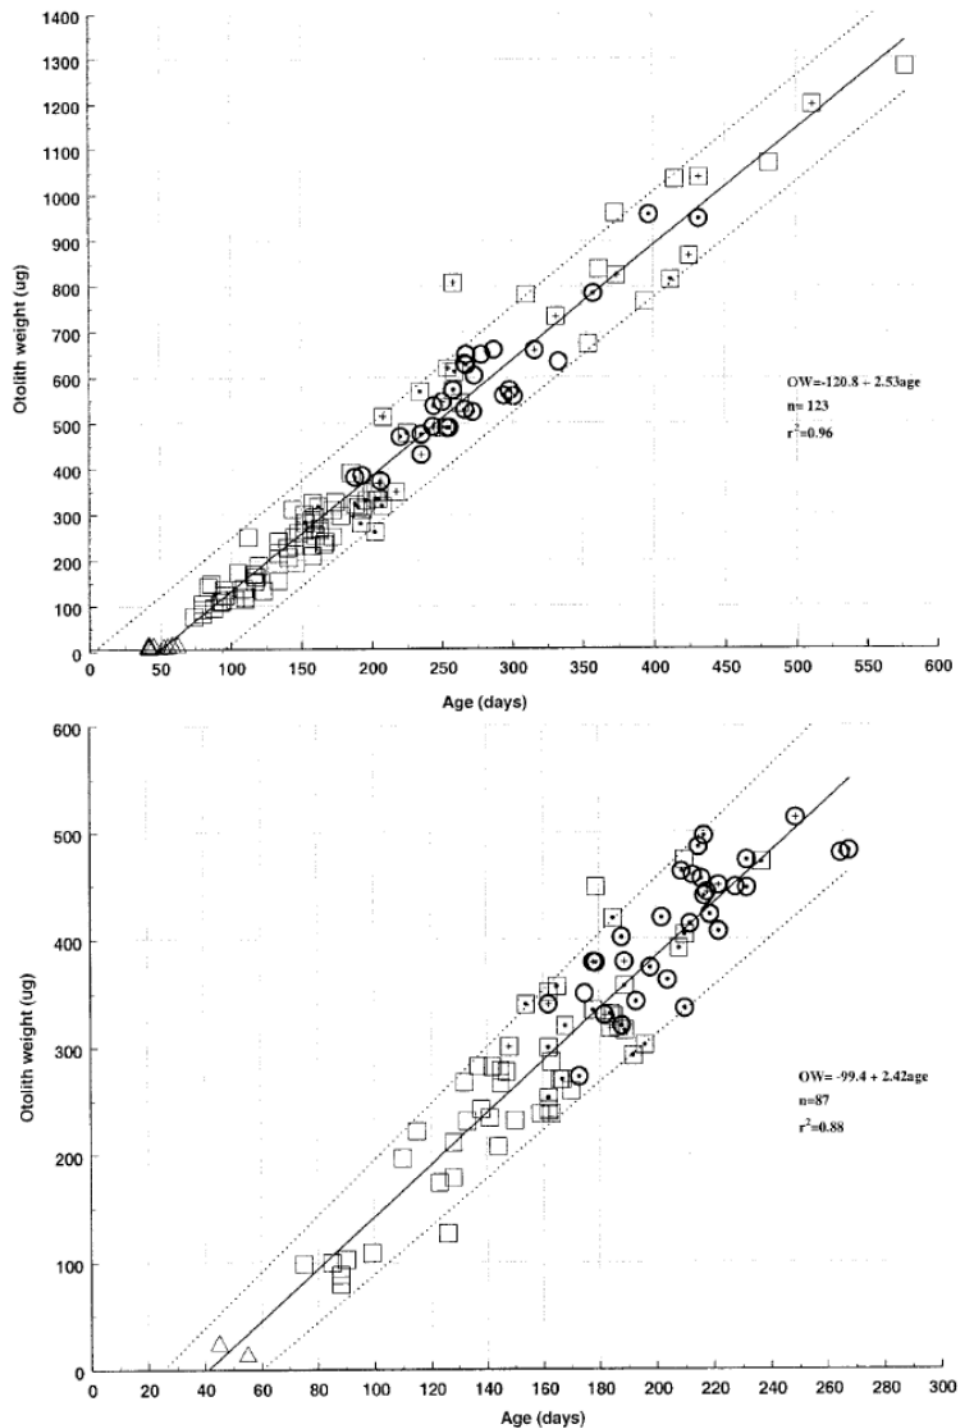 1400
1300
1200
1100
1000
900
800
700
600
500
400
300
200
100
0
Otolith weight (ug)
OW=-120.8 + 2.53age
n= 123
r²=0.96
0 50 100 150 200 250 300 350 400 450 500 550 600
Age (days)
600
500
400
300
200
100
0
Otolith weight (ug)
OW= -99.4 + 2.42age
n=87
r²=0.88
0 20 40 60 80 100 120 140 160 180 200 220 240 260 280 300
Age (days)